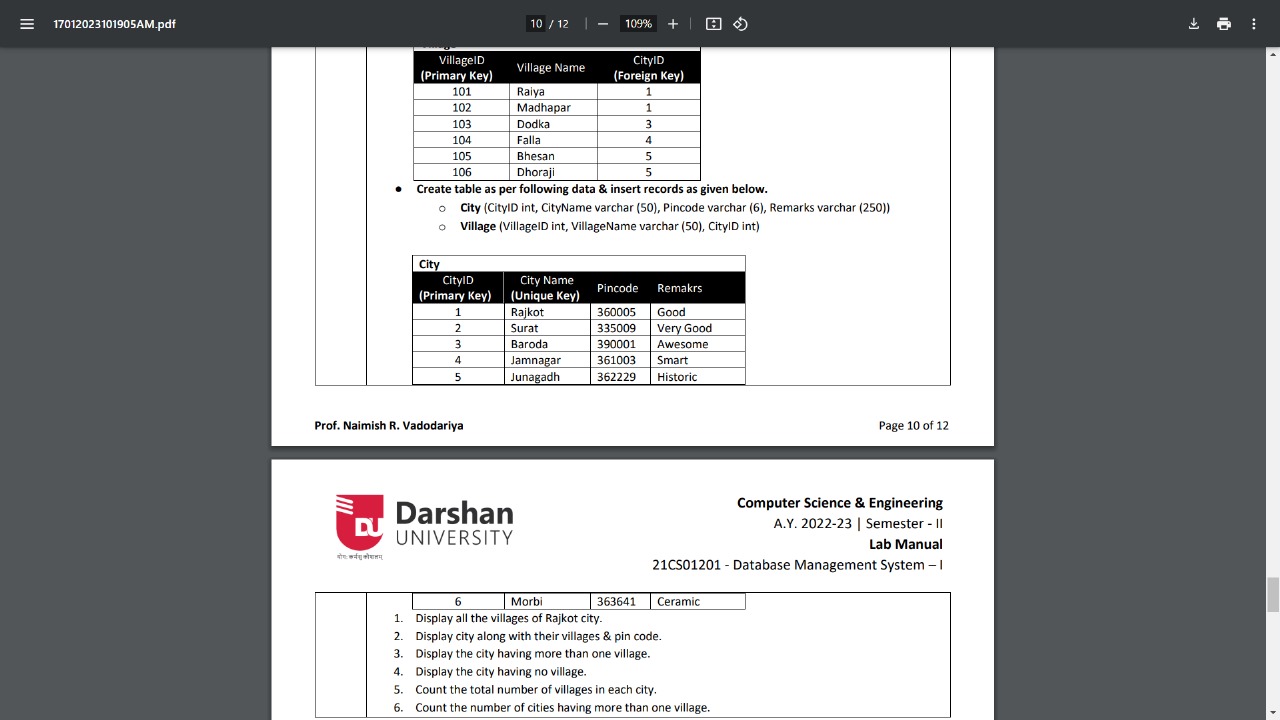 17012023101905AM.pdf
10 / 12
109%
VillageID (Primary Key) Village Name CityID (Foreign Key)
101 Raiya 1
102 Madhapar 1
103 Dodka 3
104 Falla 4
105 Bhesan 5
106 Dhoraji 5
● Create table as per following data & insert records as given below.
o City (CityID int, CityName varchar (50), Pincode varchar (6), Remarks varchar (250))
o Village (VillageID int, VillageName varchar (50), CityID int)
City
CityID (Primary Key) City Name (Unique Key) Pincode Remakrs
1 Rajkot 360005 Good
2 Surat 335009 Very Good
3 Baroda 390001 Awesome
4 Jamnagar 361003 Smart
5 Junagadh 362229 Historic
Prof. Naimish R. Vadodariya Page 10 of 12
DU
Darshan
UNIVERSITY
Computer Science & Engineering
A.Y. 2022-23 | Semester - II
Lab Manual
21CS01201 - Database Management System – I
6 Morbi 363641 Ceramic
1. Display all the villages of Rajkot city.
2. Display city along with their villages & pin code.
3. Display the city having more than one village.
4. Display the city having no village.
5. Count the total number of villages in each city.
6. Count the number of cities having more than one village.